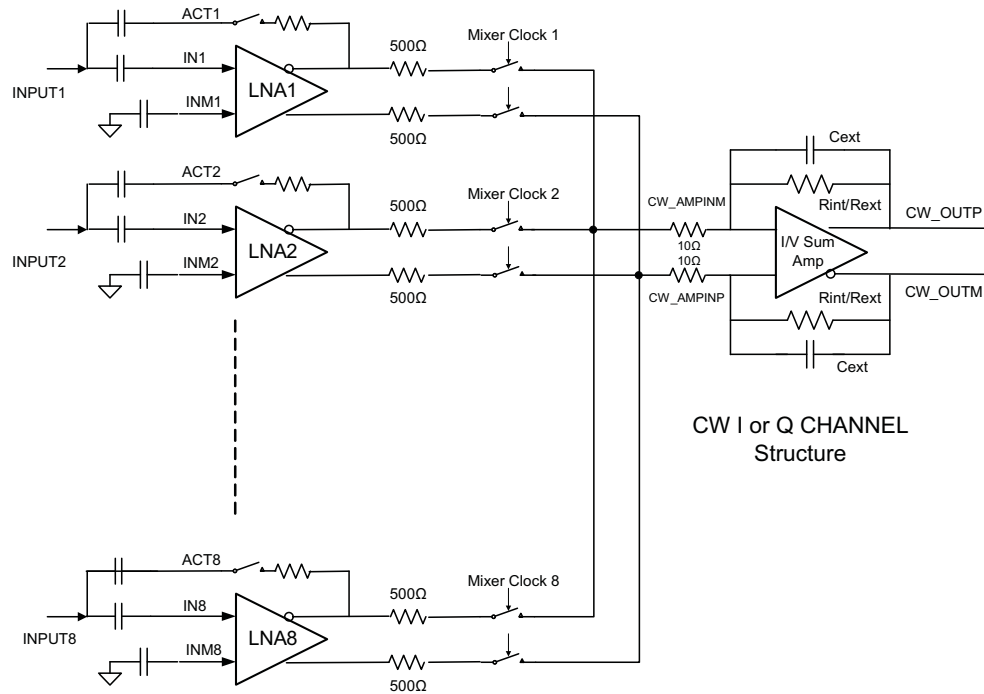 ACT1
500Ω
Mixer Clock 1
INPUT1
IN1
LNA1
INM1
500Ω
Cext
ACT2
500Ω
Mixer Clock 2
CW_AMPINM
Rint/Rext
CW_OUTP
INPUT2
IN2
LNA2
10Ω
10Ω
I/V Sum
Amp
INM2
500Ω
CW_AMPINP
Rint/Rext
CW_OUTM
Cext
CW I or Q CHANNEL
Structure
ACT8
500Ω
Mixer Clock 8
INPUT8
IN8
LNA8
INM8
500Ω